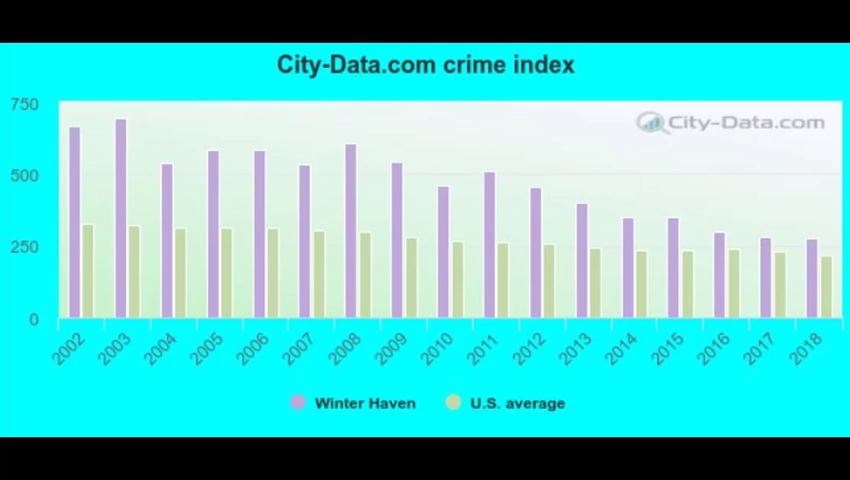 City-Data.com crime index
750
City-Data.com
500
250
0
2002 2003 2004 2005 2006 2007 2008 2009 2010 2011 2012 2013 2014 2015 2016 2017 2018
Winter Haven U.S. average